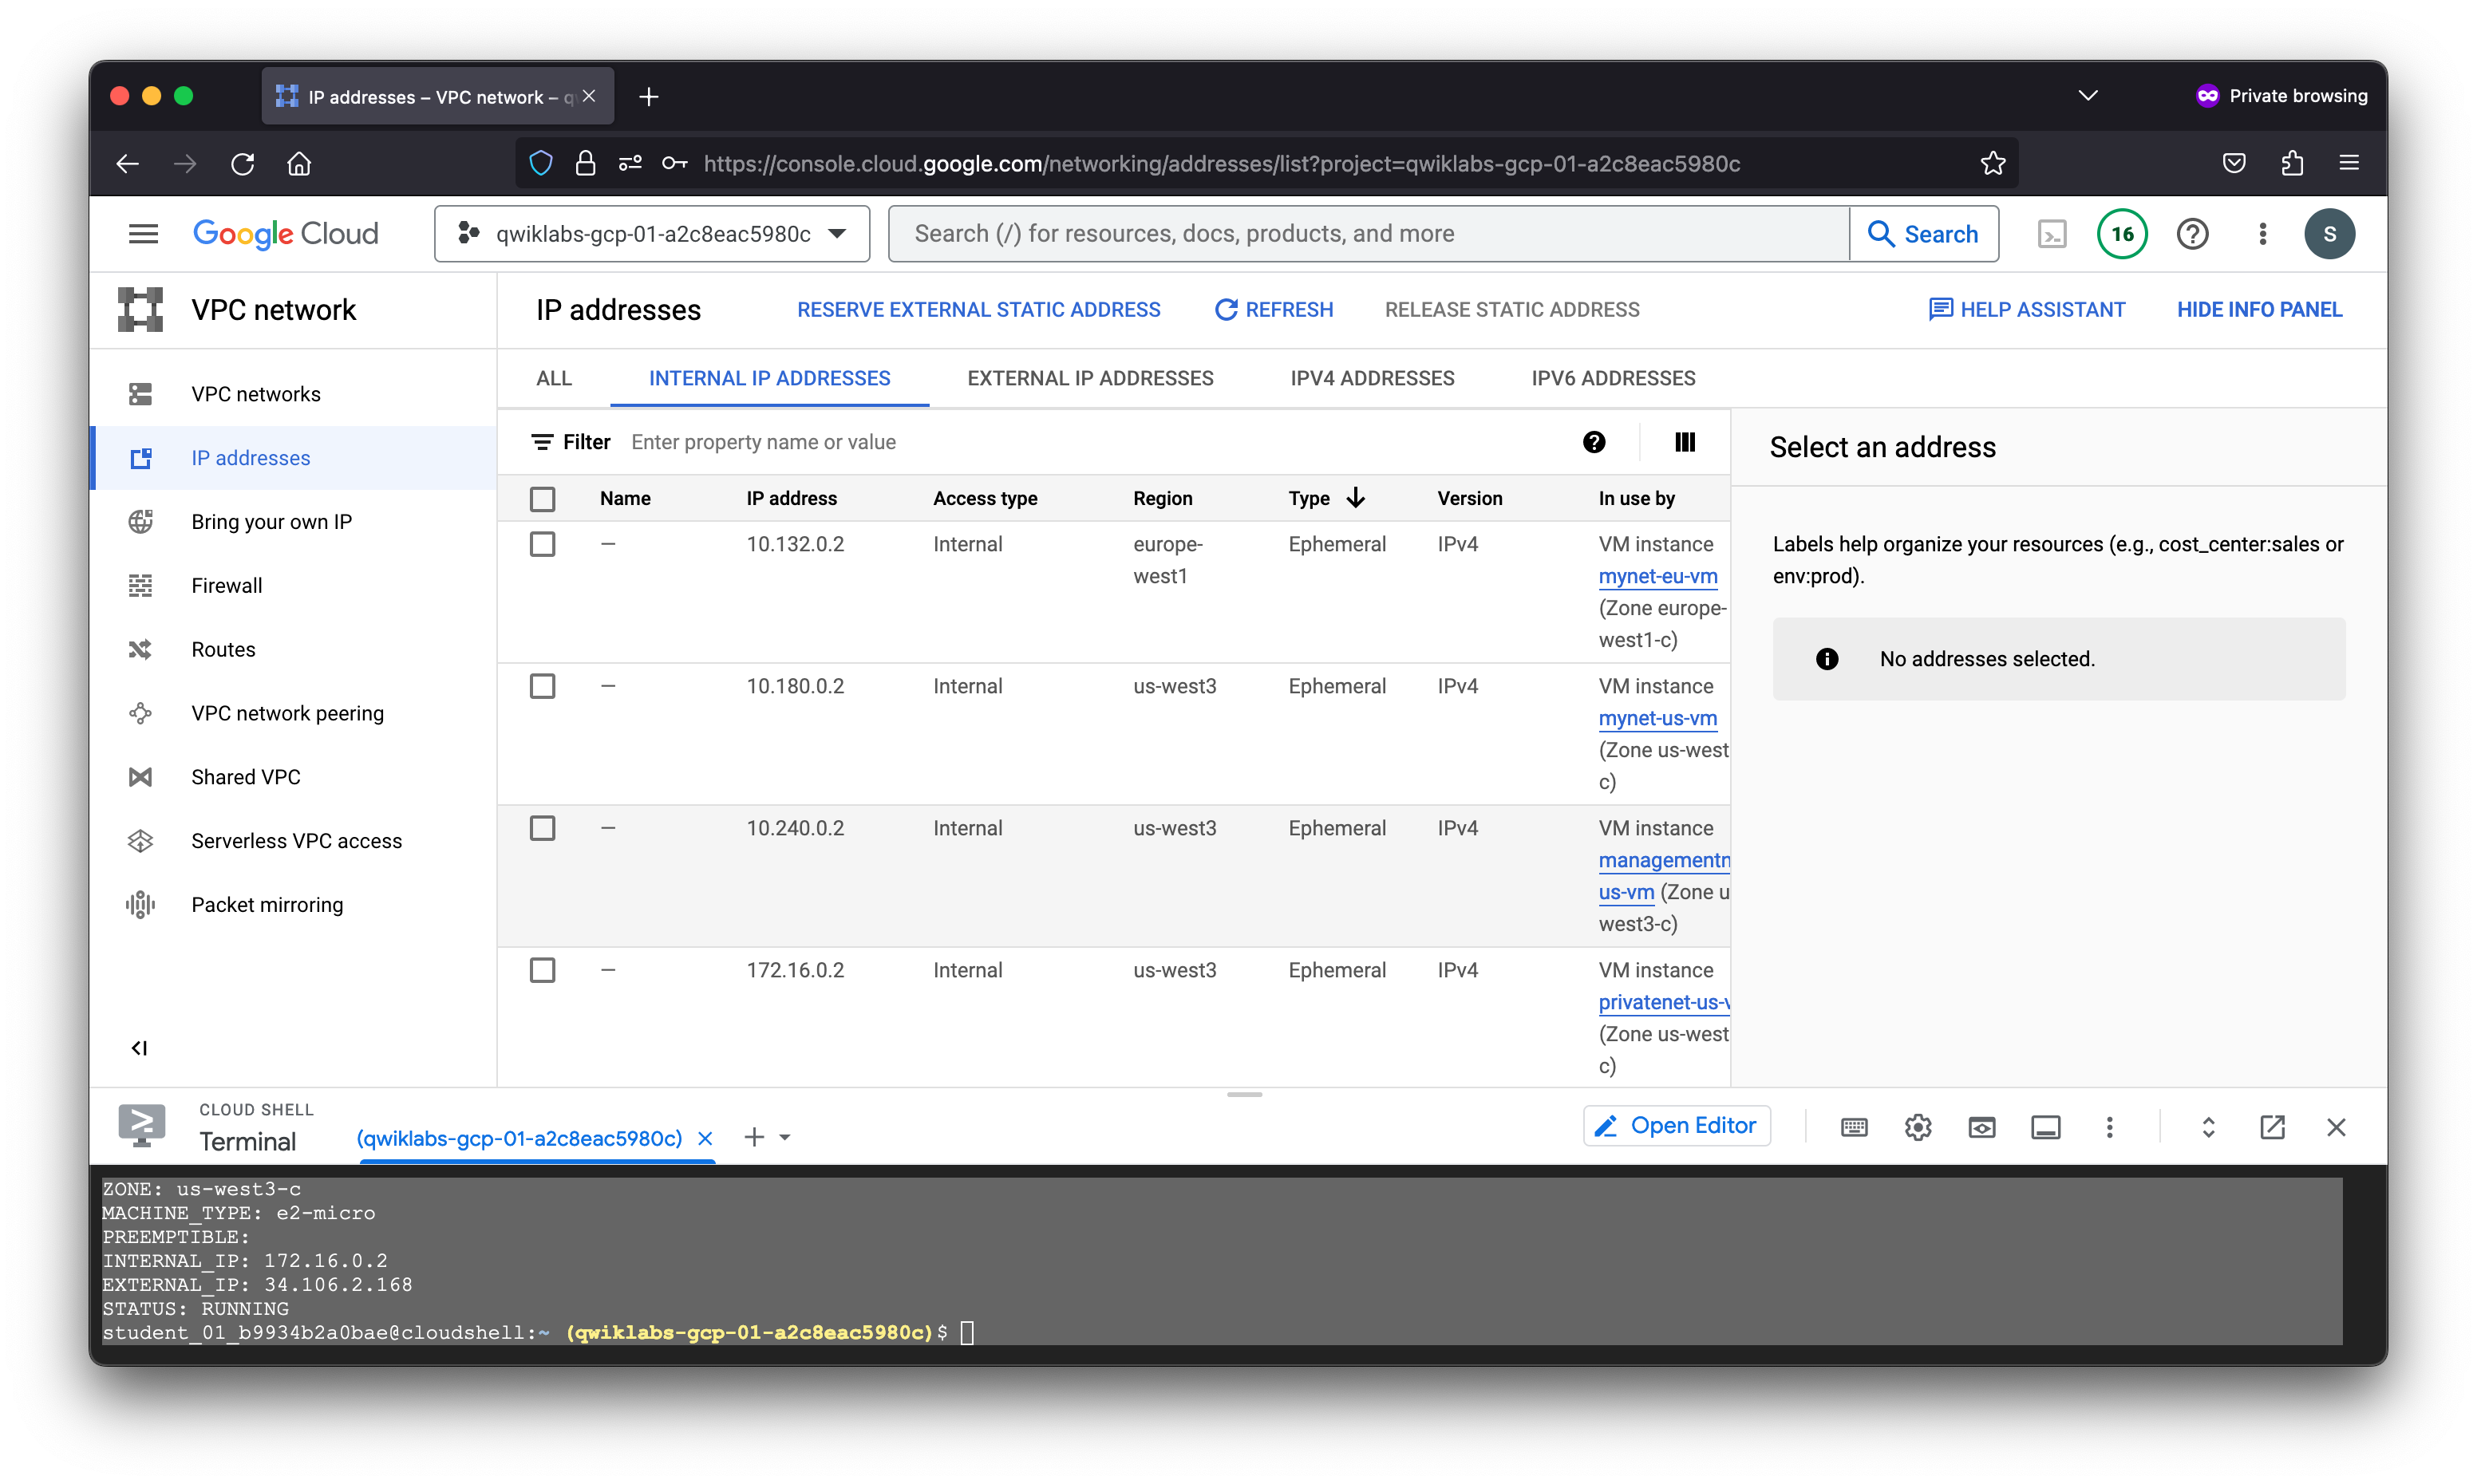 IP addresses – VPC network – q
Private browsing
https://console.cloud.google.com/networking/addresses/list?project=qwiklabs-gcp-01-a2c8eac5980c
Google Cloud
qwiklabs-gcp-01-a2c8eac5980c
Search (/) for resources, docs, products, and more
Search
16
S
VPC network
IP addresses
RESERVE EXTERNAL STATIC ADDRESS
REFRESH
RELEASE STATIC ADDRESS
HELP ASSISTANT
HIDE INFO PANEL
VPC networks
IP addresses
Bring your own IP
Firewall
Routes
VPC network peering
Shared VPC
Serverless VPC access
Packet mirroring
ALL
INTERNAL IP ADDRESSES
EXTERNAL IP ADDRESSES
IPV4 ADDRESSES
IPV6 ADDRESSES
Filter Enter property name or value
Name IP address Access type Region Type Version In use by
— 10.132.0.2 Internal europe- Ephemeral IPv4 VM instance
west1 mynet-eu-vm
(Zone europe-
west1-c)
— 10.180.0.2 Internal us-west3 Ephemeral IPv4 VM instance
mynet-us-vm
(Zone us-west
c)
— 10.240.0.2 Internal us-west3 Ephemeral IPv4 VM instance
managementn
us-vm (Zone u
west3-c)
— 172.16.0.2 Internal us-west3 Ephemeral IPv4 VM instance
privatenet-us-v
(Zone us-west
c)
Select an address
Labels help organize your resources (e.g., cost_center:sales or
env:prod).
No addresses selected.
CLOUD SHELL
Terminal
(qwiklabs-gcp-01-a2c8eac5980c)
Open Editor
ZONE: us-west3-c
MACHINE_TYPE: e2-micro
PREEMPTIBLE:
INTERNAL_IP: 172.16.0.2
EXTERNAL_IP: 34.106.2.168
STATUS: RUNNING
student_01_b9934b2a0bae@cloudshell:~ (qwiklabs-gcp-01-a2c8eac5980c)$